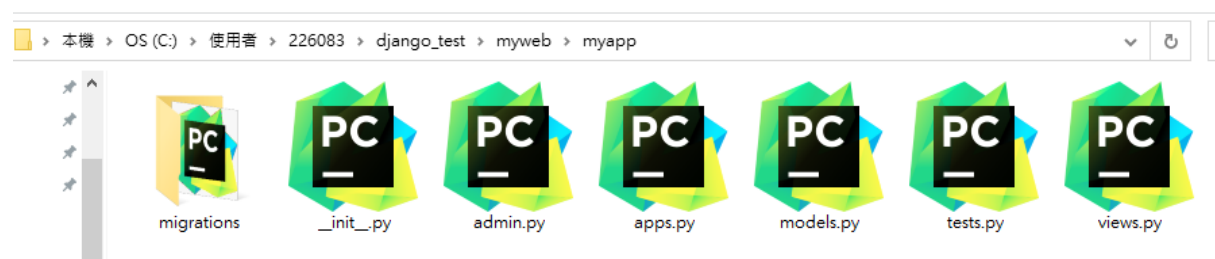 本機 › OS (C:) › 使用者 › 226083 › django_test › myweb › myapp
PC PC PC PC PC PC PC
migrations __init__.py admin.py apps.py models.py tests.py views.py